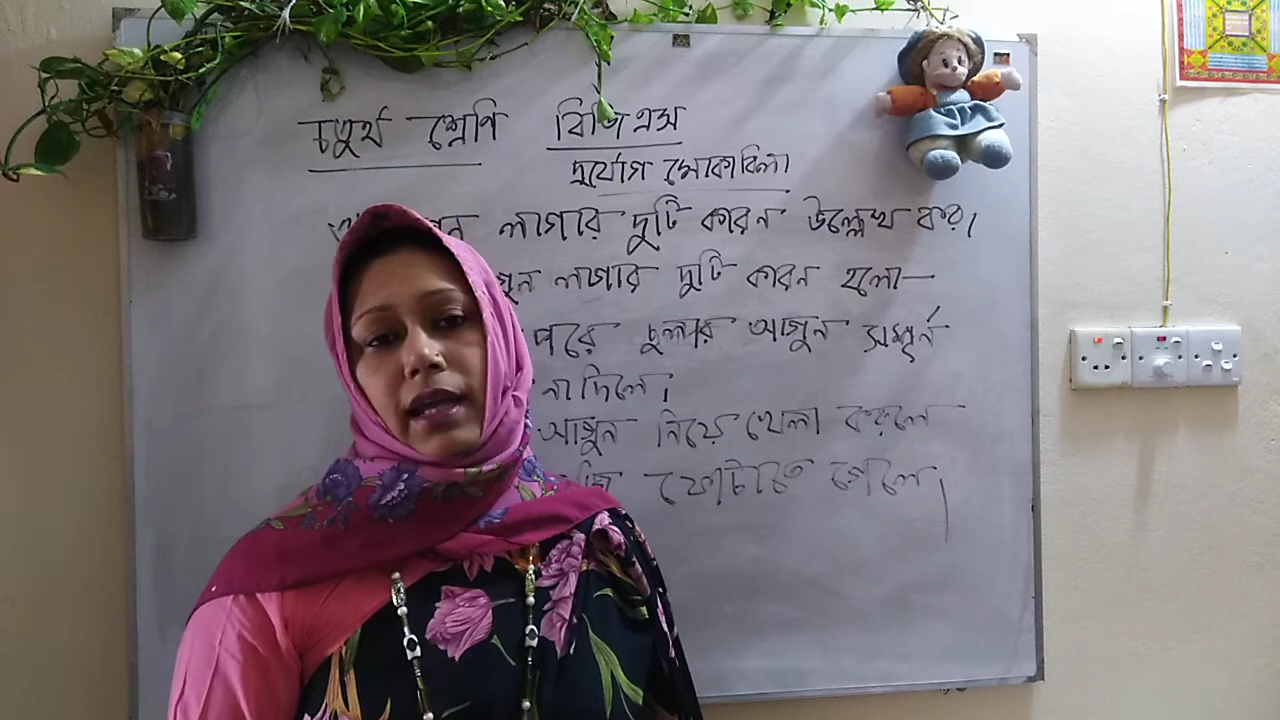 চতুর্থ শ্রেণি বিজিএস
দুর্যোগ মোকাবিলা
লাগার দুটি কারন উল্লেখ কর।
লাগার দুটি কারন হলো—
পরে চুলার আগুন সম্পূর্ন
না দিলে।
আগুন নিয়ে খেলা করলে
ফোটাতে গেলে।